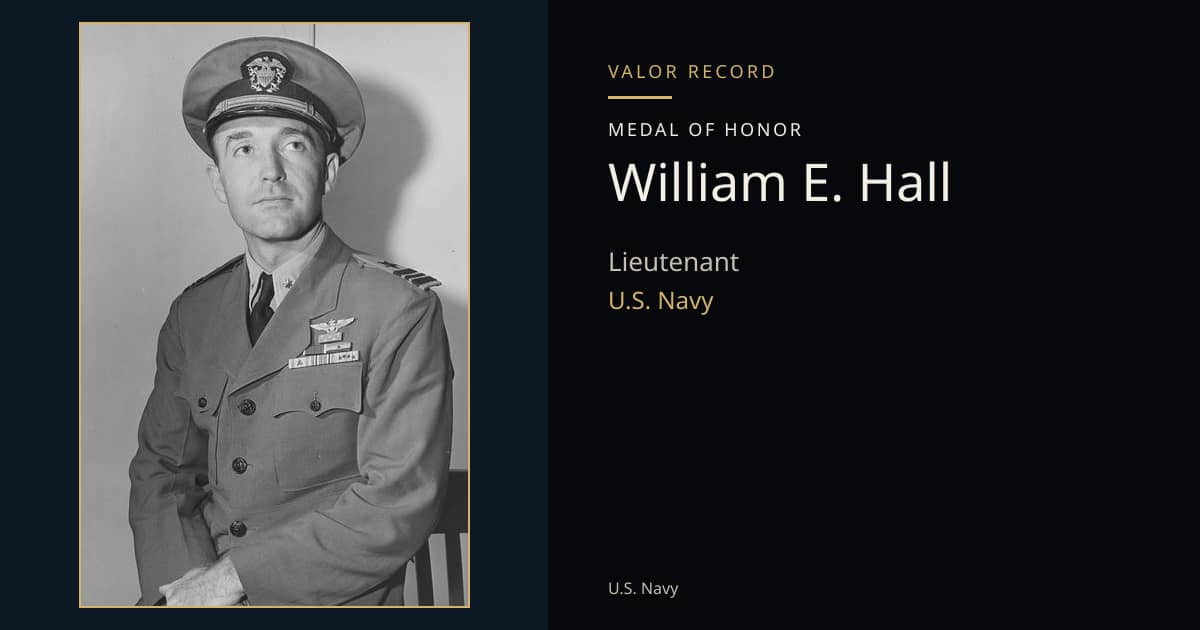 VALOR RECORD
MEDAL OF HONOR
William E. Hall
Lieutenant
U.S. Navy
U.S. Navy